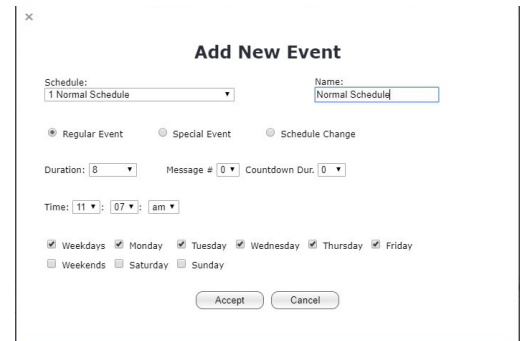 ×
Add New Event
Schedule: Name:
1 Normal Schedule Normal Schedule
Regular Event Special Event Schedule Change
Duration: 8 Message # 0 Countdown Dur. 0
Time: 11 : 07 : am
Weekdays Monday Tuesday Wednesday Thursday Friday
Weekends Saturday Sunday
Accept Cancel